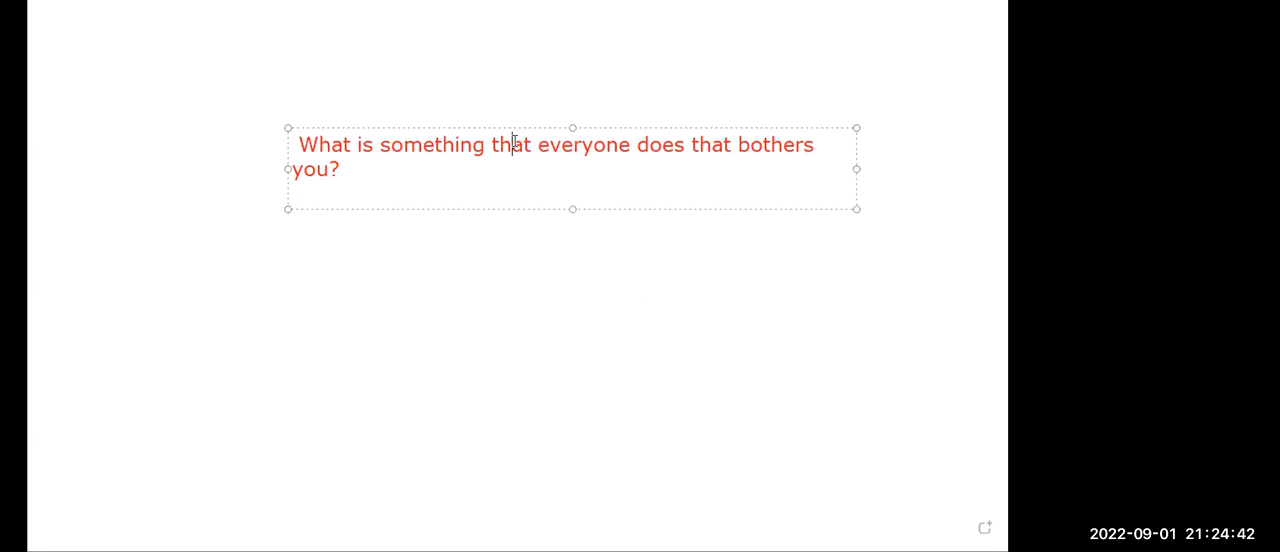 What is something that everyone does that bothers
you?
2022-09-01 21:24:42